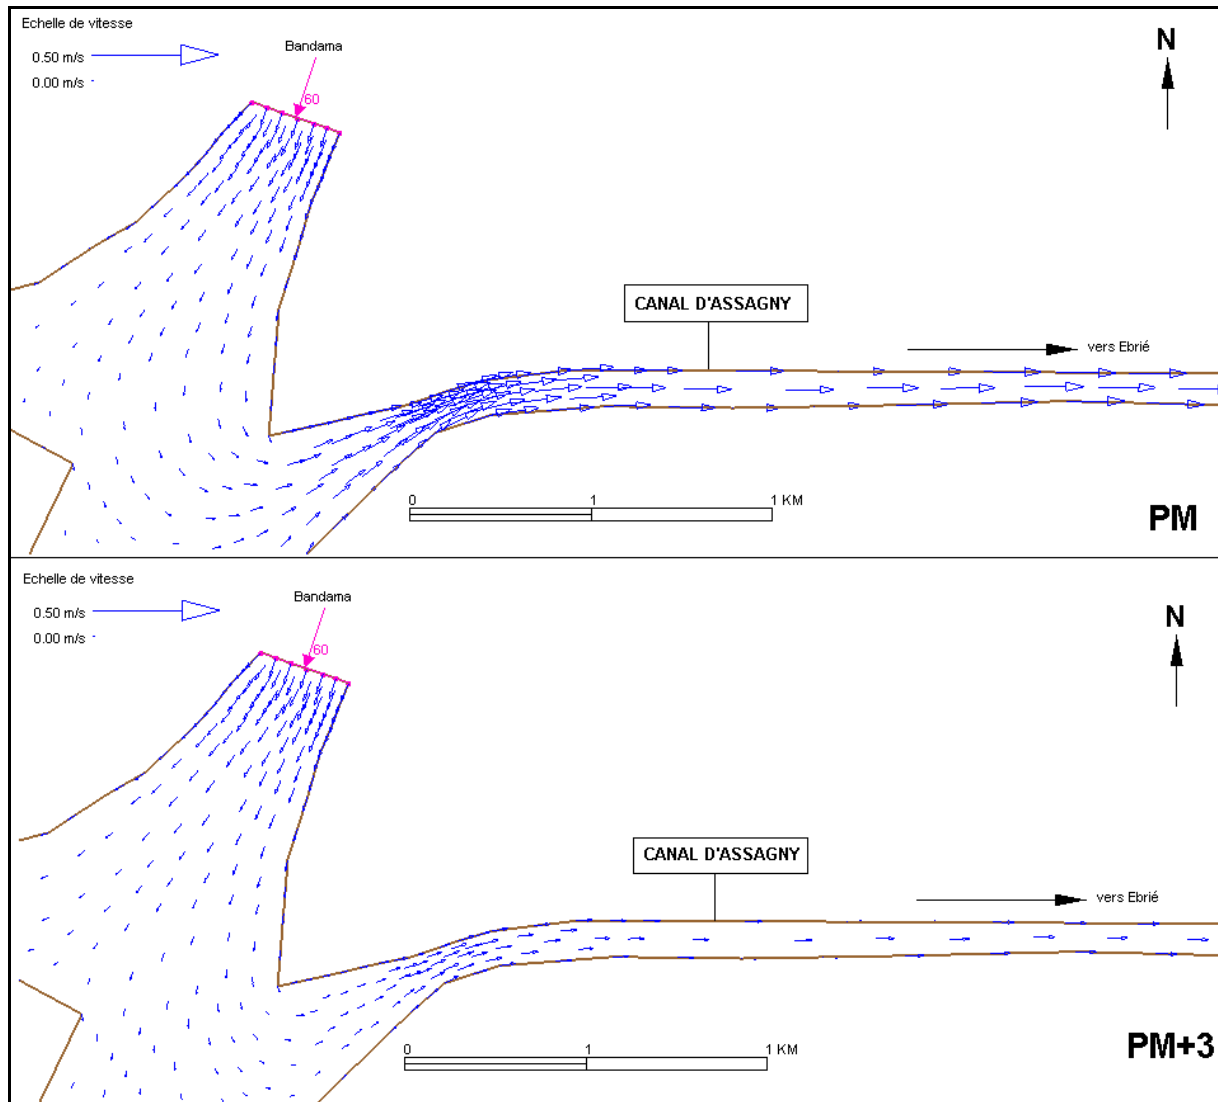 Echelle de vitesse
0.50 m/s
0.00 m/s
Bandama
60
N
CANAL D'ASSAGNY
vers Ebrié
0 1 1 KM
PM
Echelle de vitesse
0.50 m/s
0.00 m/s
Bandama
60
N
CANAL D'ASSAGNY
vers Ebrié
0 1 1 KM
PM+3